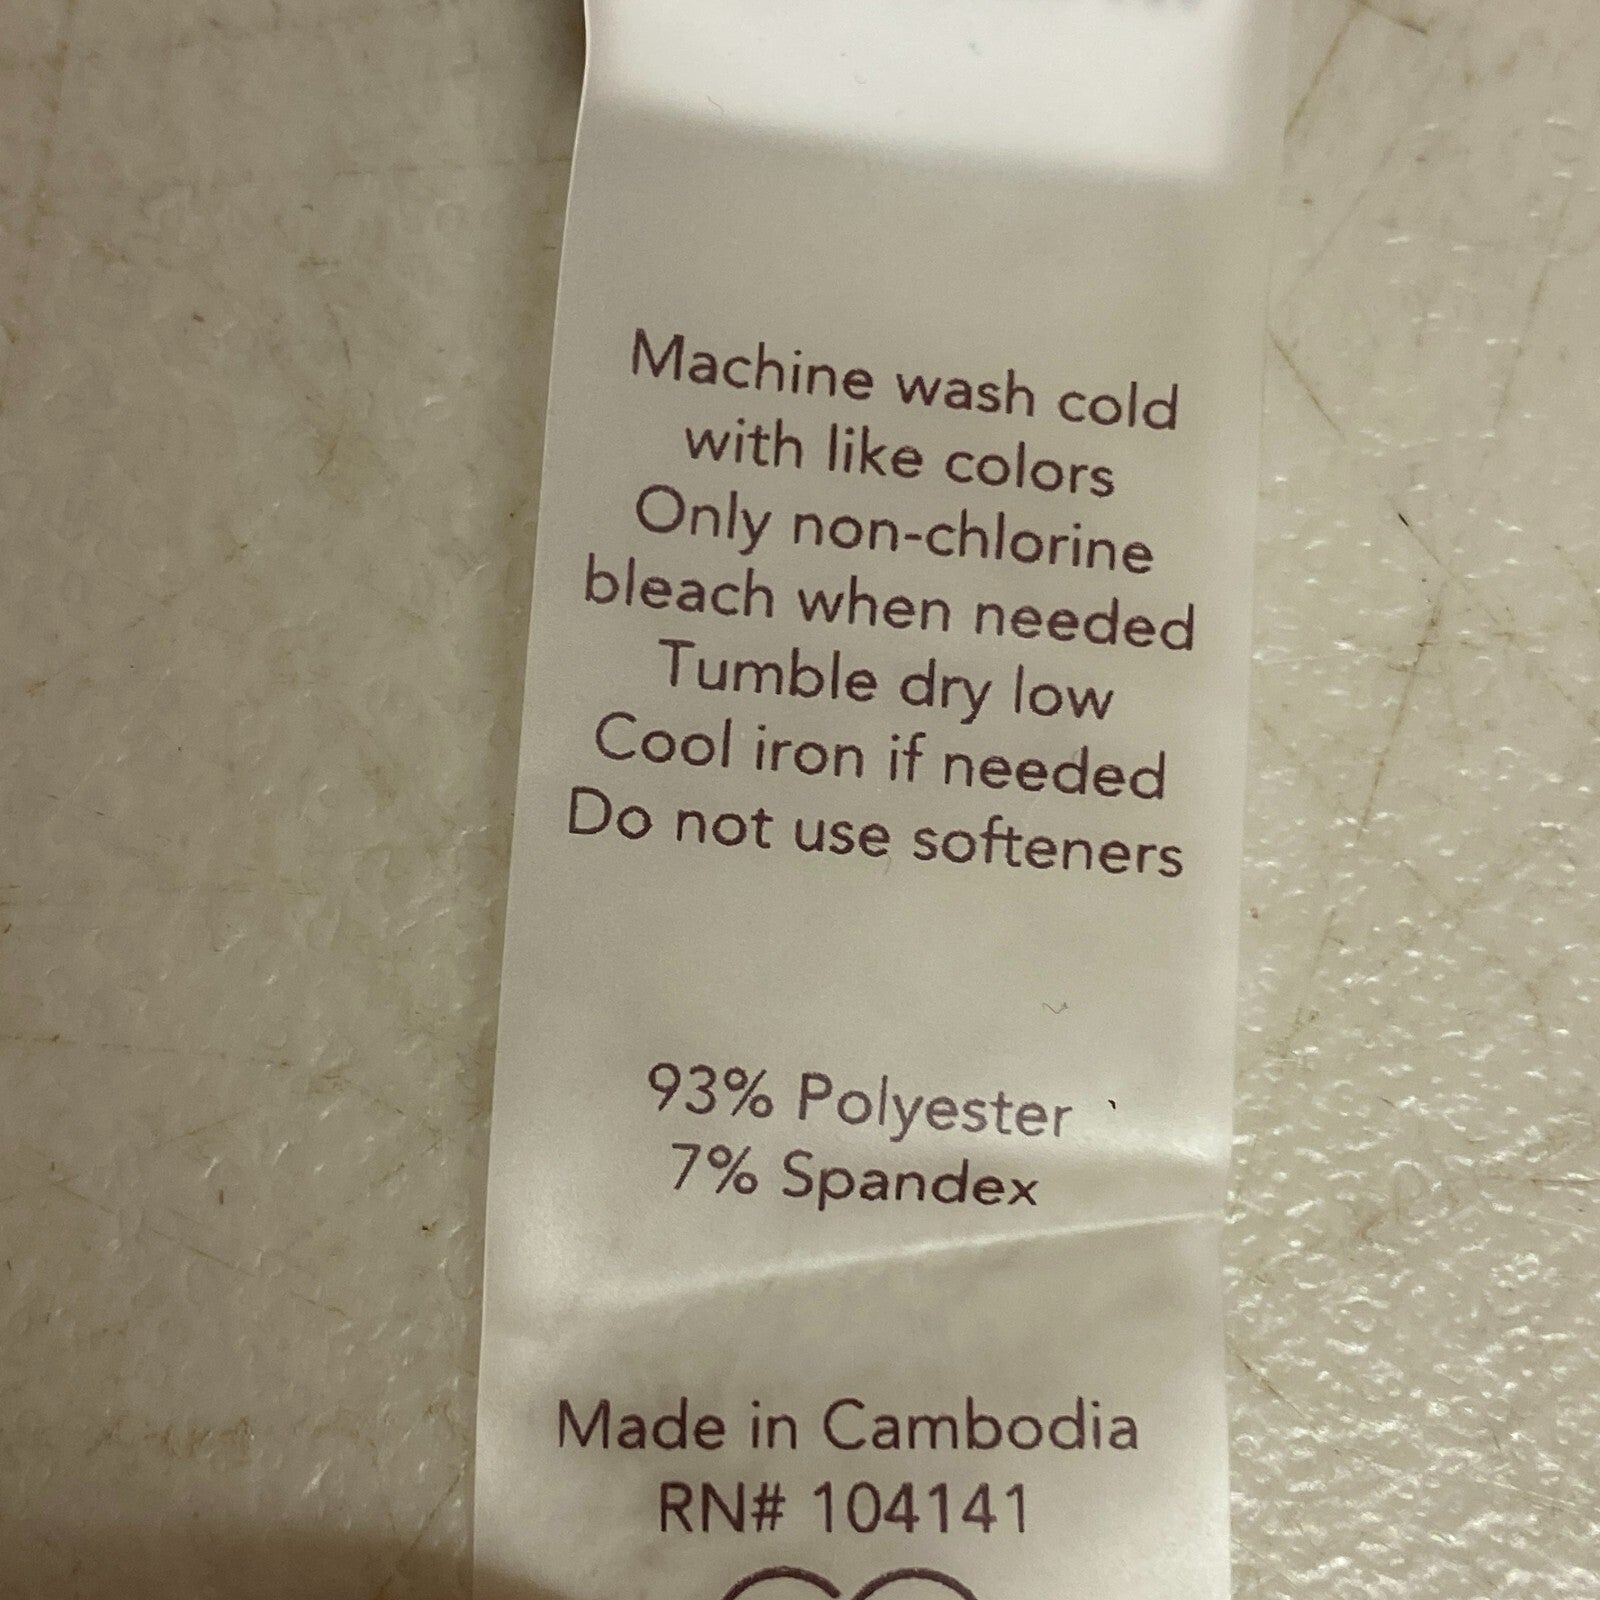 Machine wash cold
with like colors
Only non-chlorine
bleach when needed
Tumble dry low
Cool iron if needed
Do not use softeners
93% Polyester
7% Spandex
Made in Cambodia
RN# 104141